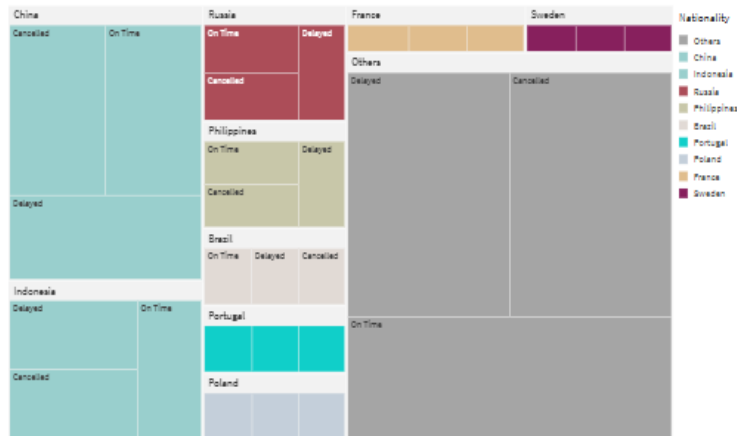 China
Cancelled
On Time
Delayed
Indonesia
Delayed
On Time
Cancelled
Russia
On Time
Delayed
Cancelled
Philippines
On Time
Delayed
Cancelled
Brazil
On Time
Delayed
Cancelled
Portugal
Poland
France
Sweden
Others
Delayed
Cancelled
On Time
Nationality
Others
China
Indonesia
Russia
Philippines
Brazil
Portugal
Poland
France
Sweden